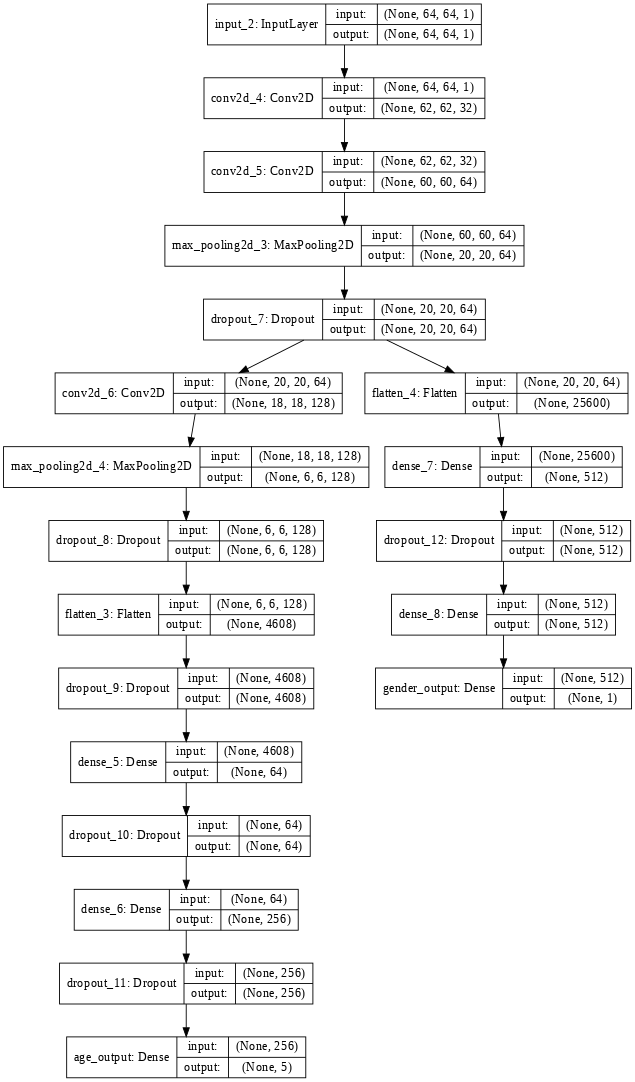 input_2: InputLayer
input: (None, 64, 64, 1)
output: (None, 64, 64, 1)
conv2d_4: Conv2D
input: (None, 64, 64, 1)
output: (None, 62, 62, 32)
conv2d_5: Conv2D
input: (None, 62, 62, 32)
output: (None, 60, 60, 64)
max_pooling2d_3: MaxPooling2D
input: (None, 60, 60, 64)
output: (None, 20, 20, 64)
dropout_7: Dropout
input: (None, 20, 20, 64)
output: (None, 20, 20, 64)
conv2d_6: Conv2D
input: (None, 20, 20, 64)
output: (None, 18, 18, 128)
flatten_4: Flatten
input: (None, 20, 20, 64)
output: (None, 25600)
max_pooling2d_4: MaxPooling2D
input: (None, 18, 18, 128)
output: (None, 6, 6, 128)
dense_7: Dense
input: (None, 25600)
output: (None, 512)
dropout_8: Dropout
input: (None, 6, 6, 128)
output: (None, 6, 6, 128)
dropout_12: Dropout
input: (None, 512)
output: (None, 512)
flatten_3: Flatten
input: (None, 6, 6, 128)
output: (None, 4608)
dense_8: Dense
input: (None, 512)
output: (None, 512)
dropout_9: Dropout
input: (None, 4608)
output: (None, 4608)
gender_output: Dense
input: (None, 512)
output: (None, 1)
dense_5: Dense
input: (None, 4608)
output: (None, 64)
dropout_10: Dropout
input: (None, 64)
output: (None, 64)
dense_6: Dense
input: (None, 64)
output: (None, 256)
dropout_11: Dropout
input: (None, 256)
output: (None, 256)
age_output: Dense
input: (None, 256)
output: (None, 5)